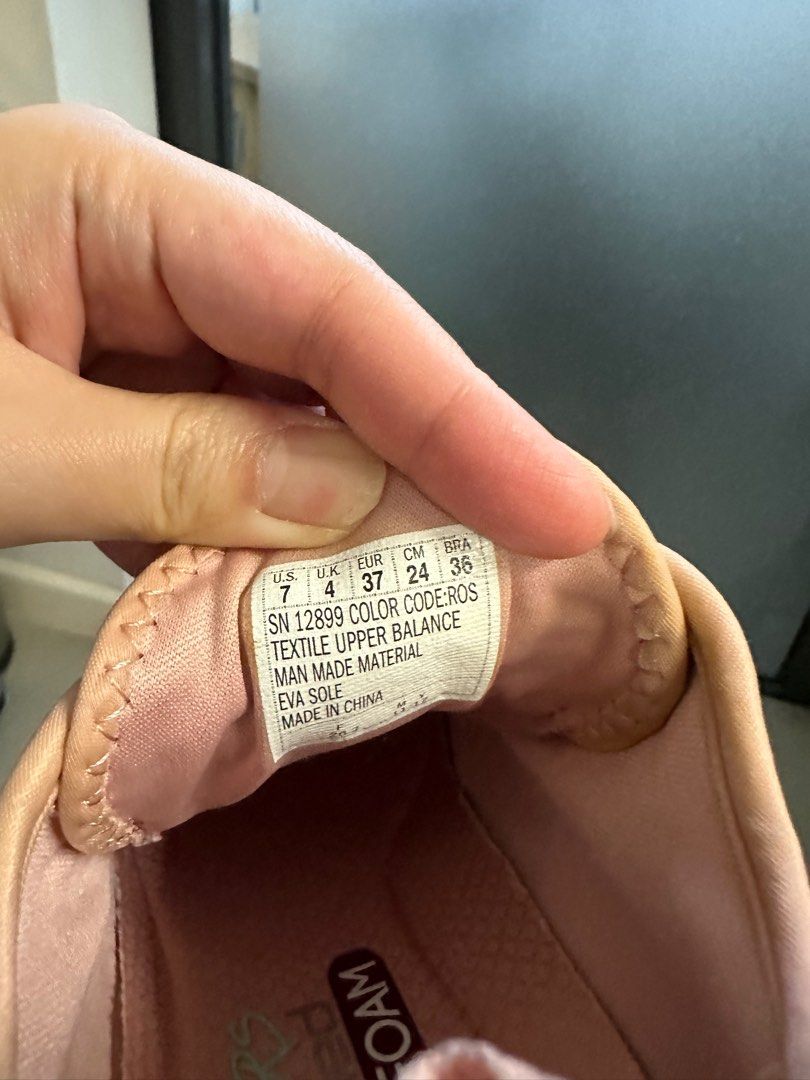 U.S. U.K. EUR CM BRA
7 4 37 24 36
SN 12899 COLOR CODE:ROS
TEXTILE UPPER BALANCE
MAN MADE MATERIAL
EVA SOLE
MADE IN CHINA
FOAM